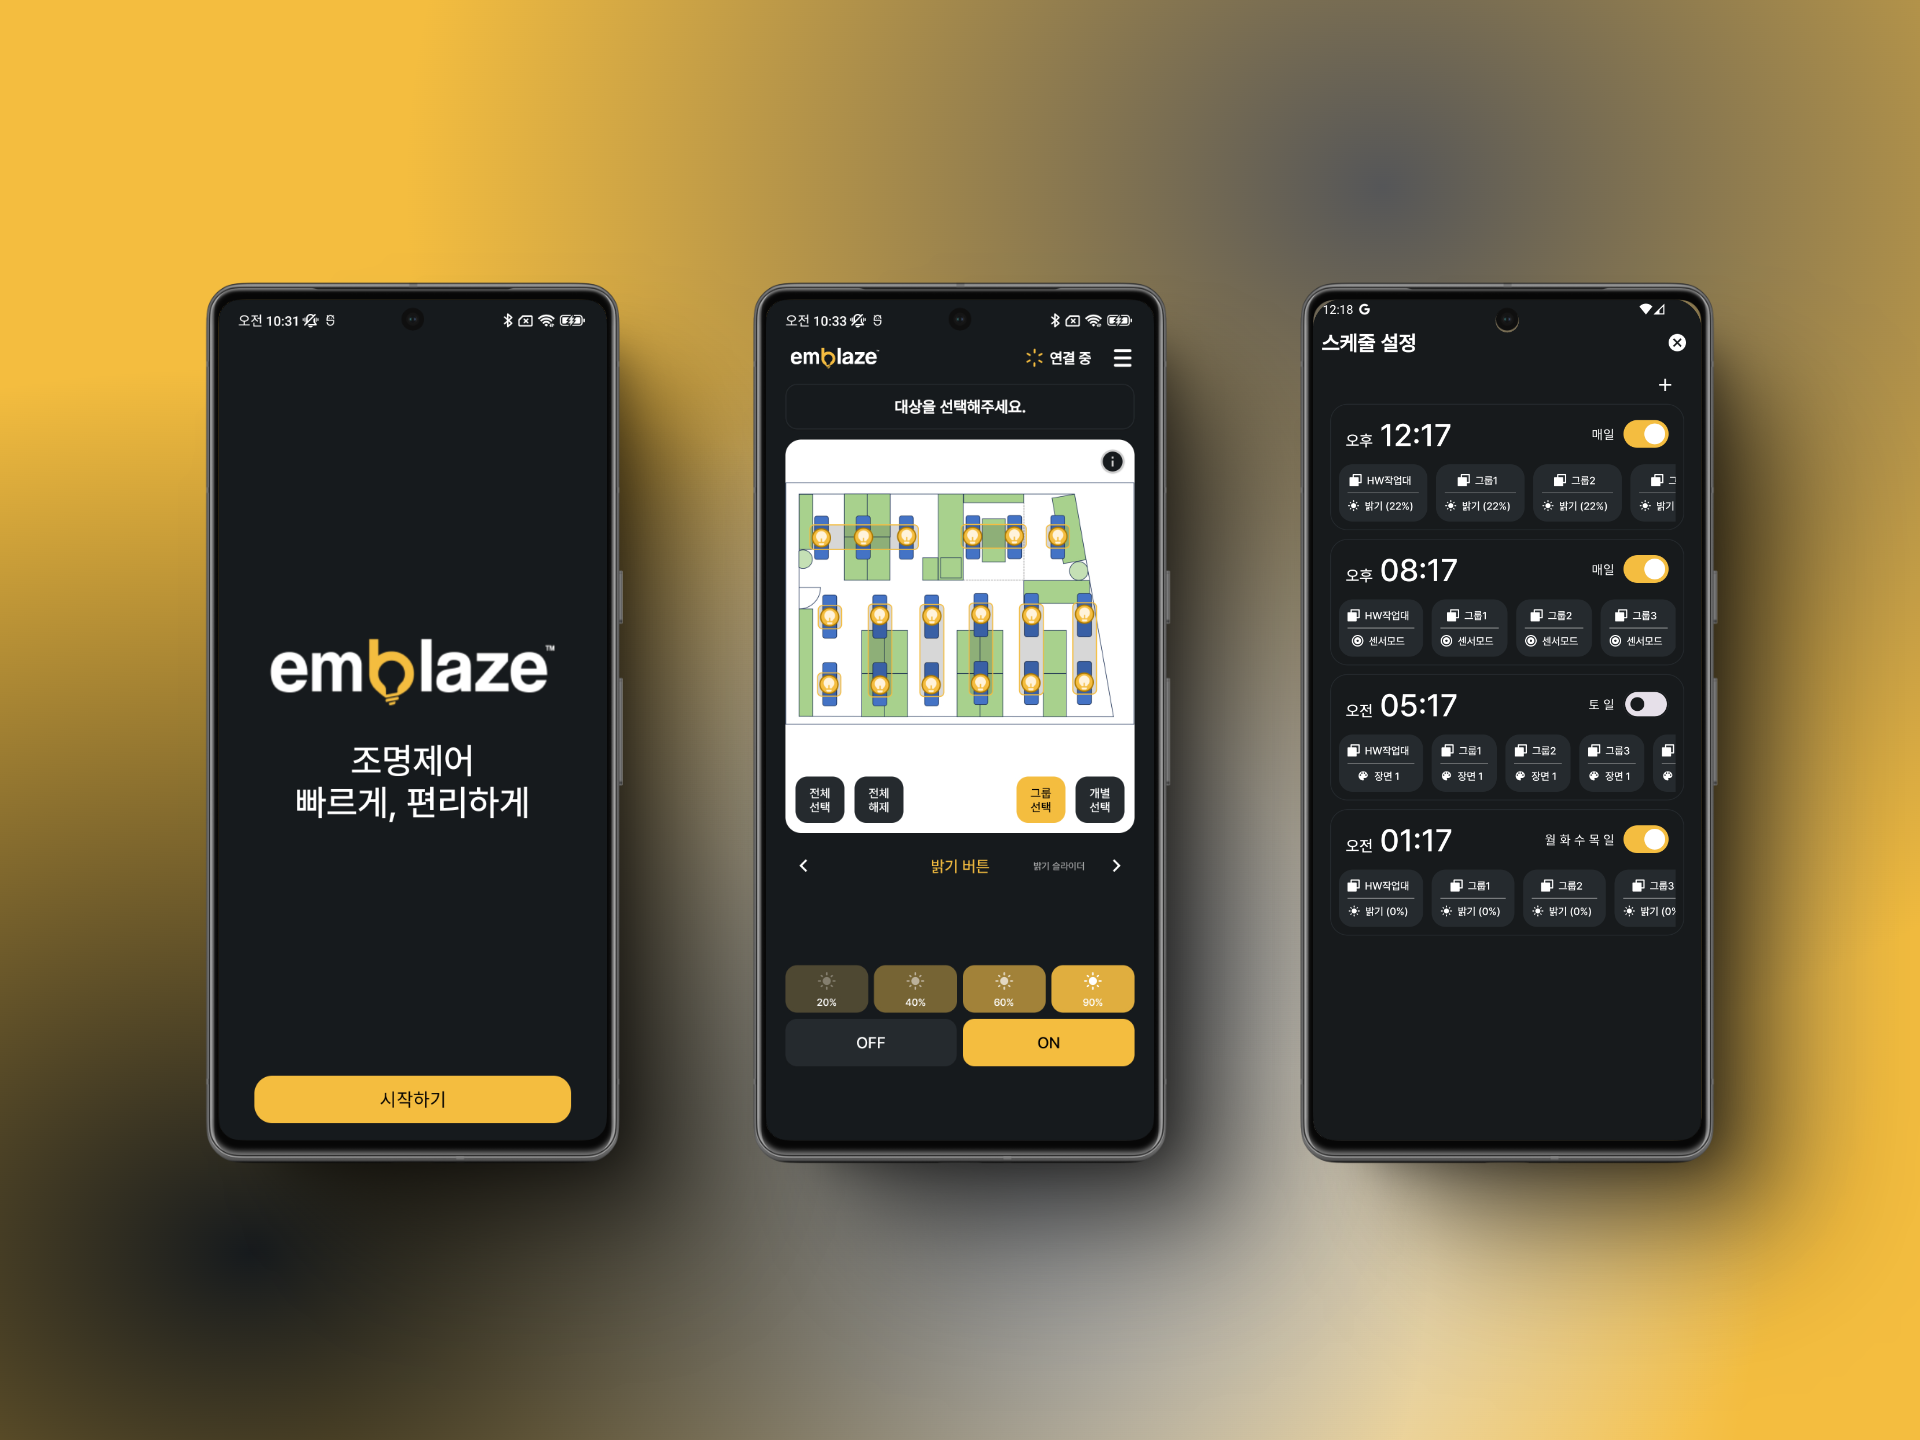 오전 10:31
emblaze™
조명제어
빠르게, 편리하게
시작하기
오전 10:33
emblaze
연결 중
대상을 선택해주세요.
전체 선택
전체 해제
그룹 선택
개별 선택
밝기 버튼
밝기 슬라이더
20% 40% 60% 90%
OFF ON
12:18 G
스케줄 설정
+
오후 12:17 매일
HW작업대 그룹1 그룹2
밝기 (22%) 밝기 (22%) 밝기 (22%) 밝기
오후 08:17 매일
HW작업대 그룹1 그룹2 그룹3
센서모드 센서모드 센서모드 센서모드
오전 05:17 토 일
HW작업대 그룹1 그룹2 그룹3
장면 1 장면 1 장면 1 장면 1
오전 01:17 월 화 수 목 일
HW작업대 그룹1 그룹2 그룹3
밝기 (0%) 밝기 (0%) 밝기 (0%) 밝기 (0%